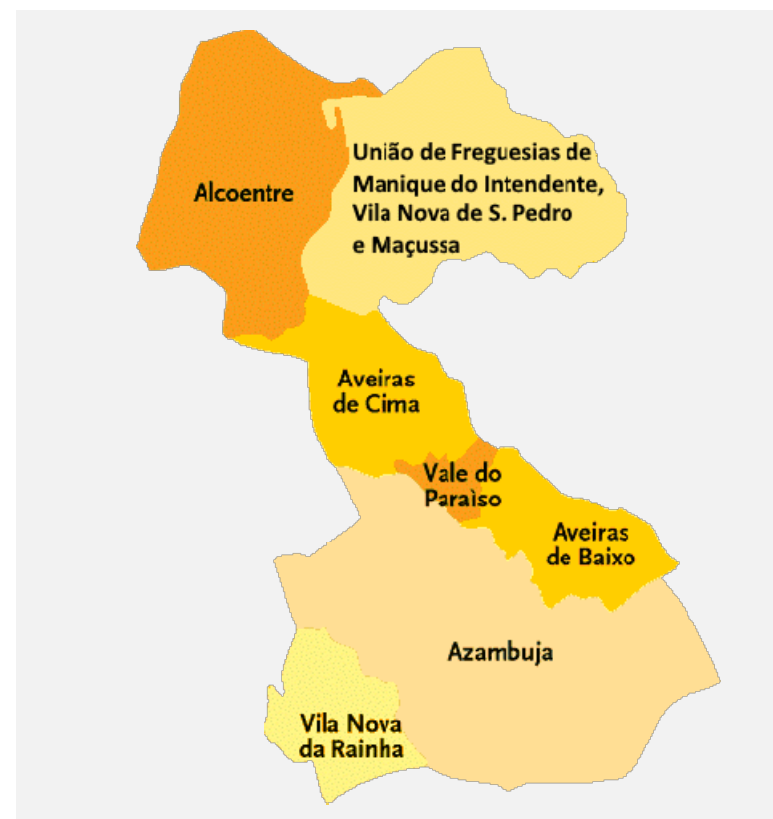 União de Freguesias de
Manique do Intendente,
Vila Nova de S. Pedro
e Maçussa
Alcoentre
Aveiras
de Cima
Vale do
Paraìso
Aveiras
de Baixo
Azambuja
Vila Nova
da Rainha